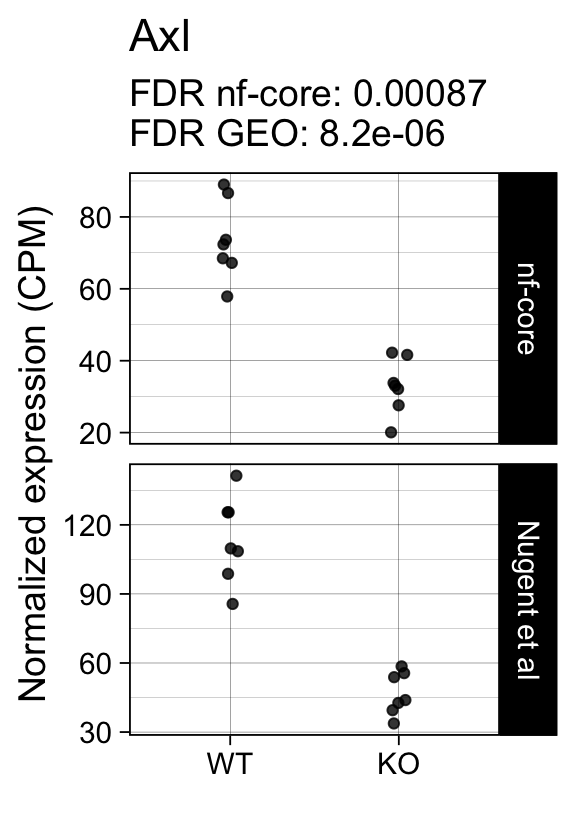 Axl
FDR nf-core: 0.00087
FDR GEO: 8.2e-06
Normalized expression (CPM)
80
60
40
20
nf-core
120
90
60
30
Nugent et al
WT KO